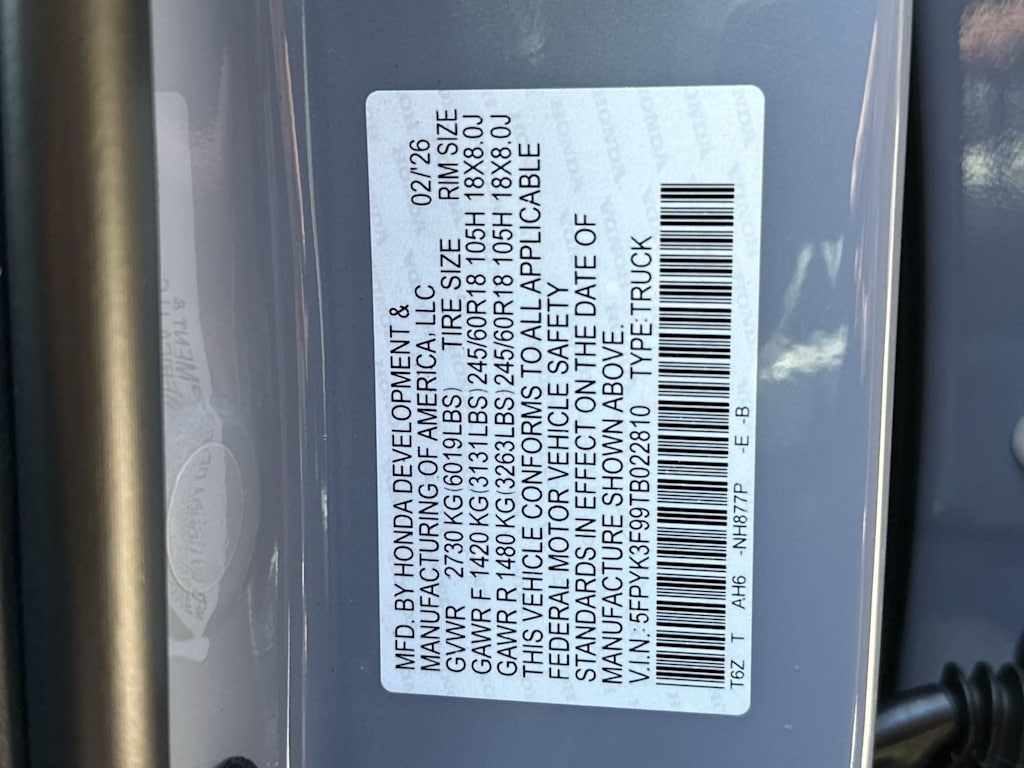 MFD. BY HONDA DEVELOPMENT &
MANUFACTURING OF AMERICA, LLC 02/'26
GVWR 2730 KG(6019LBS) TIRE SIZE RIM SIZE
GAWR F 1420 KG(3131LBS)245/60R18 105H 18X8.0J
GAWR R 1480 KG(3263LBS)245/60R18 105H 18X8.0J
THIS VEHICLE CONFORMS TO ALL APPLICABLE
FEDERAL MOTOR VEHICLE SAFETY
STANDARDS IN EFFECT ON THE DATE OF
MANUFACTURE SHOWN ABOVE.
V.I.N.: 5FPYK3F99TB022810 TYPE:TRUCK
T6Z T AH6 -NH877P -E -B